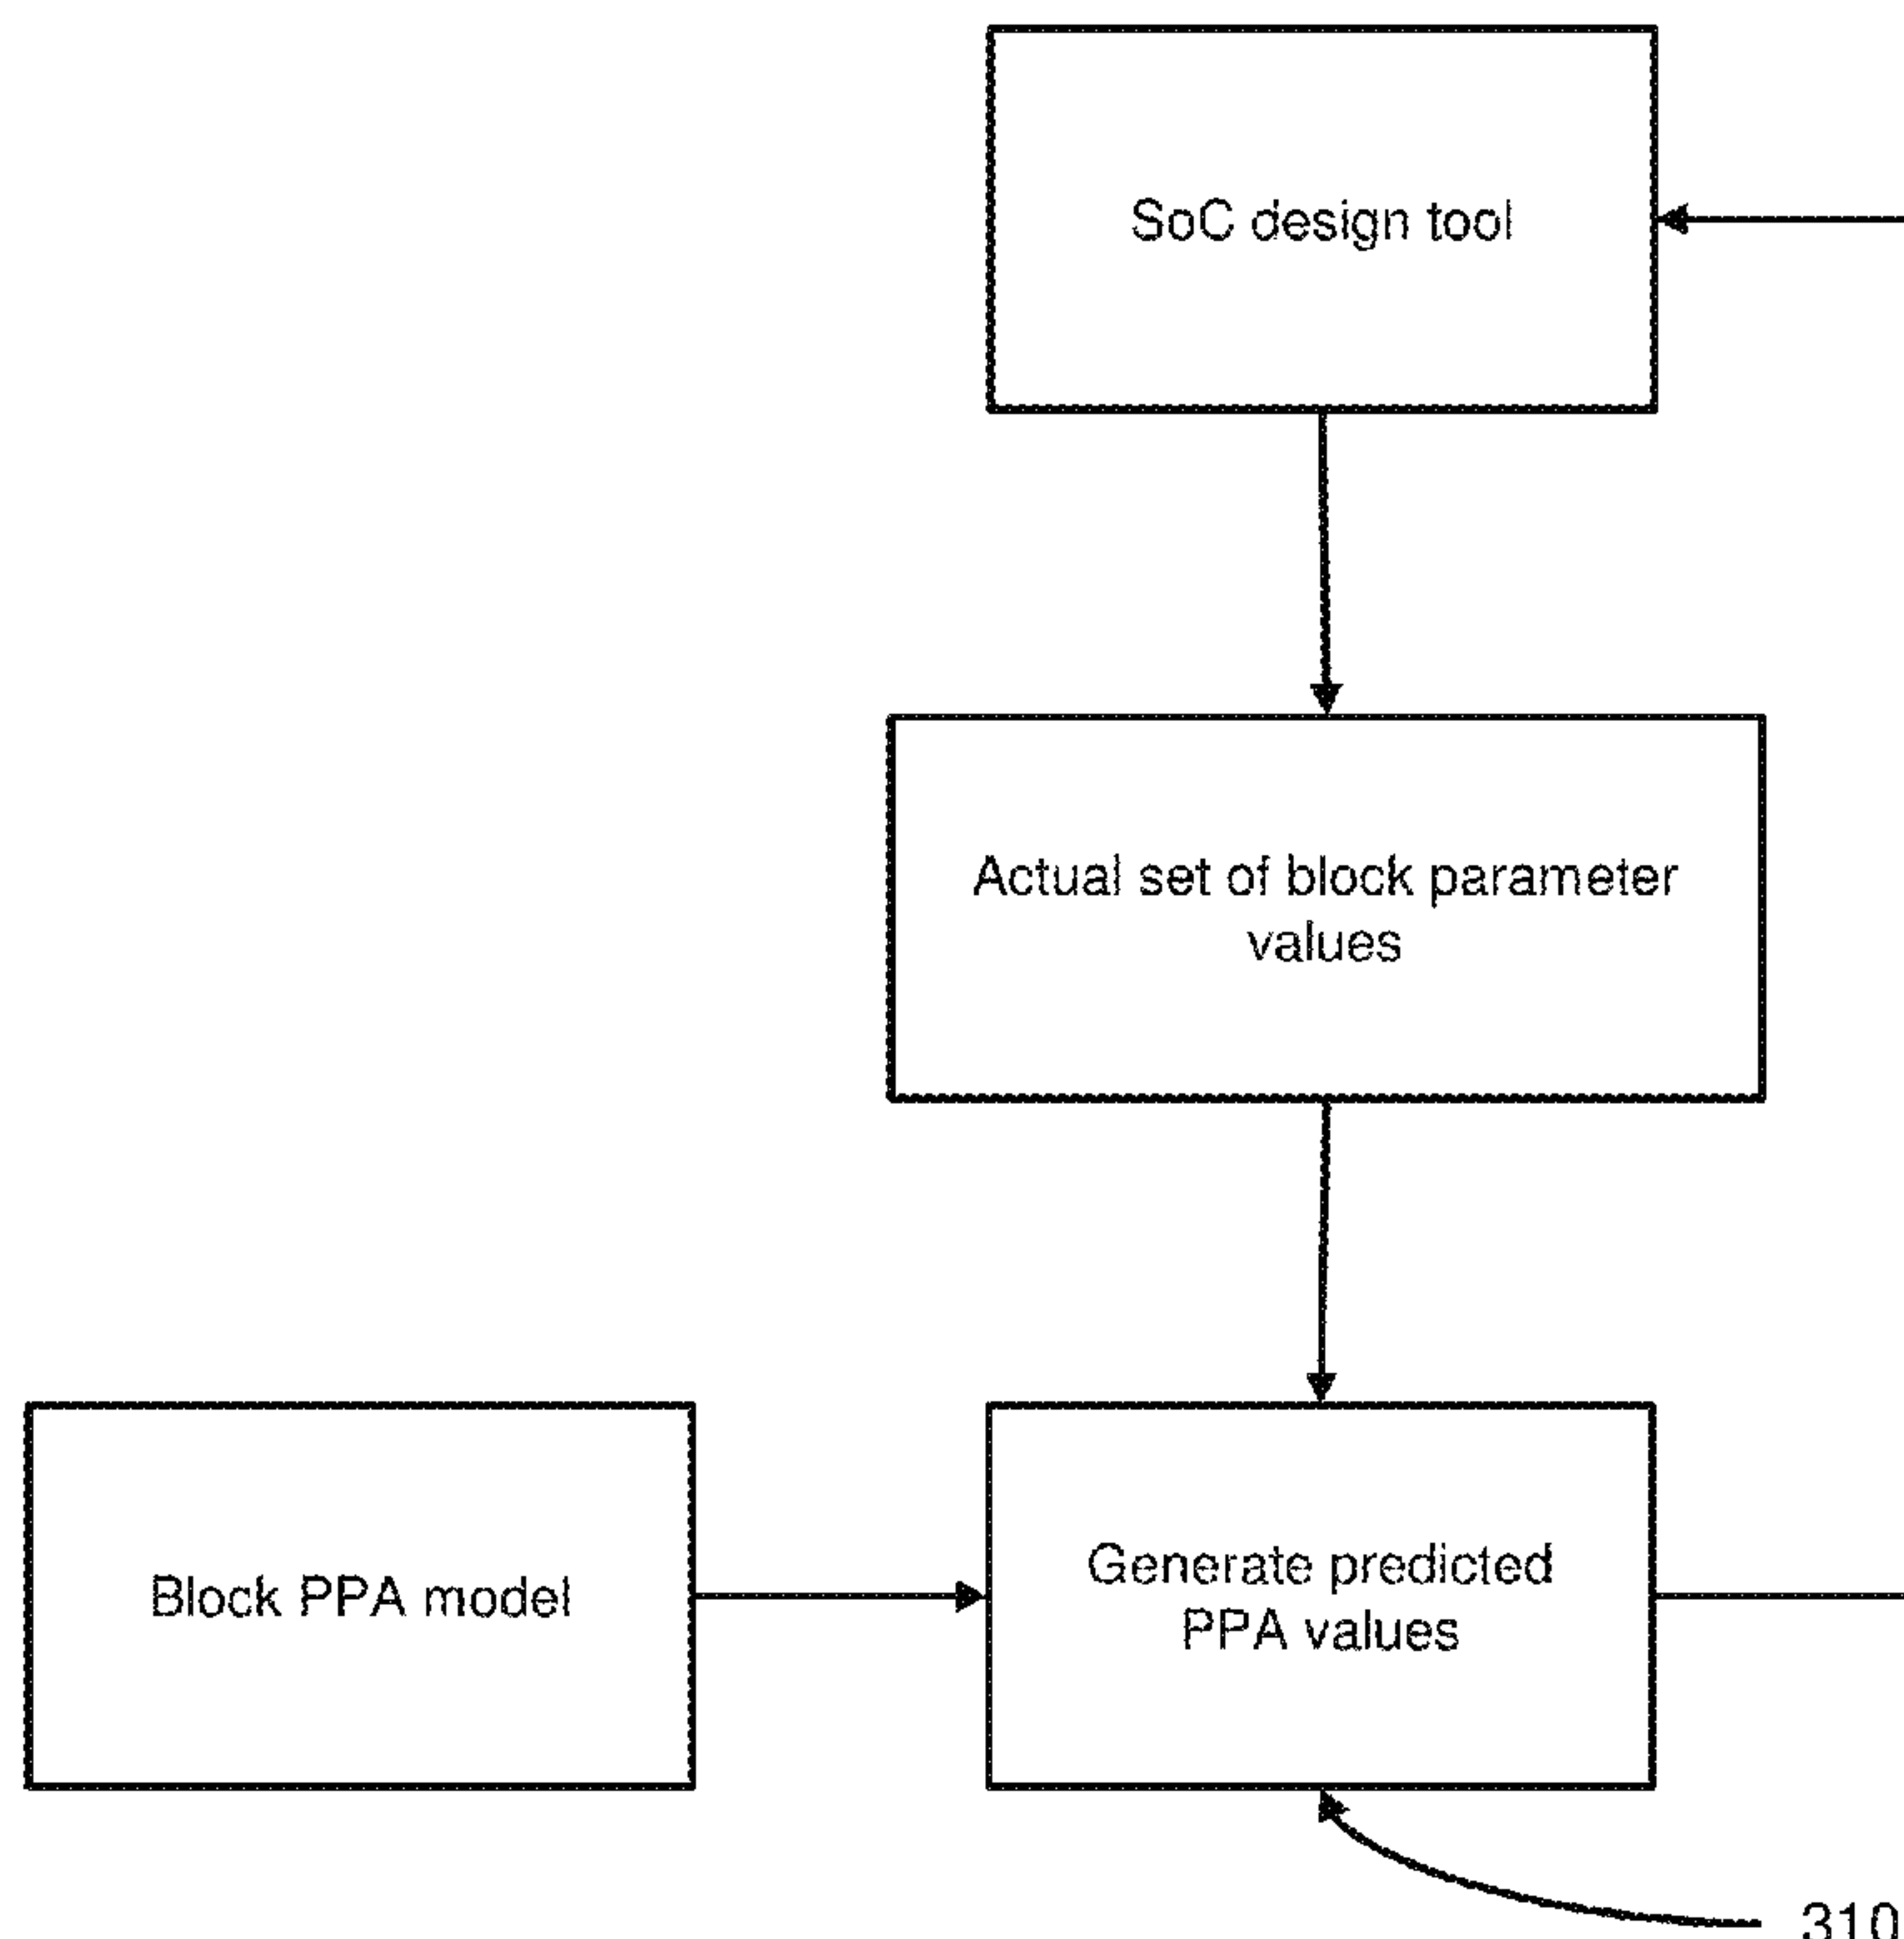 SoC design tool
Actual set of block parameter
values
Block PPA model
Generate predicted
PPA values
310